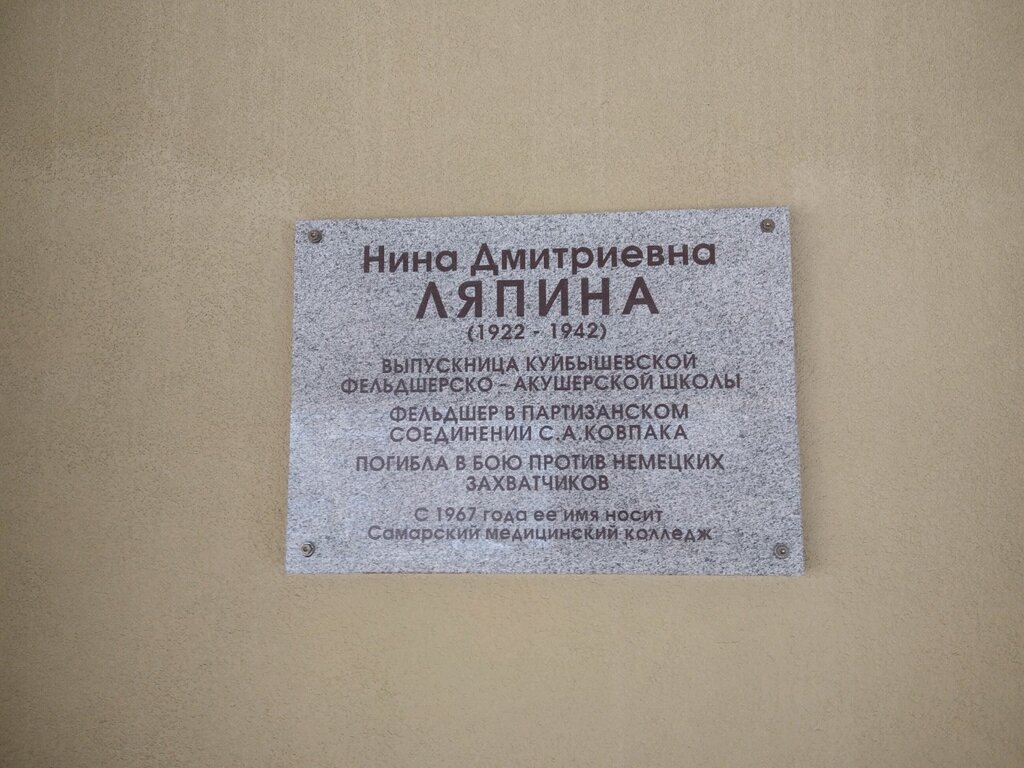 Нина Дмитриевна
ЛЯПИНА
(1922 - 1942)
ВЫПУСКНИЦА КУЙБЫШЕВСКОЙ
ФЕЛЬДШЕРСКО - АКУШЕРСКОЙ ШКОЛЫ
ФЕЛЬДШЕР В ПАРТИЗАНСКОМ
СОЕДИНЕНИИ С.А.КОВПАКА
ПОГИБЛА В БОЮ ПРОТИВ НЕМЕЦКИХ
ЗАХВАТЧИКОВ
С 1967 года ее имя носит
Самарский медицинский колледж